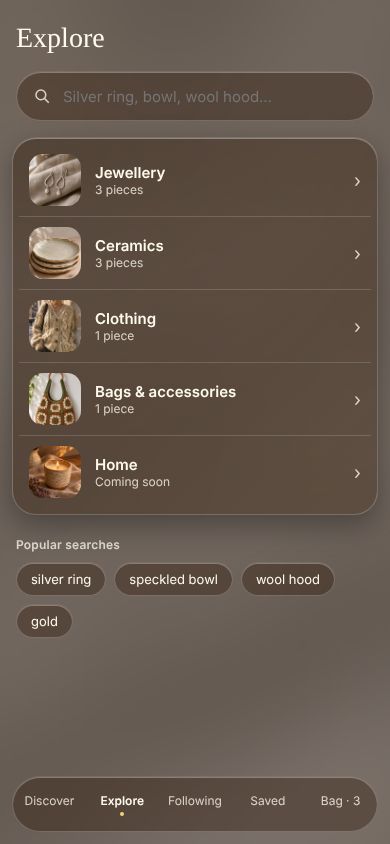 Explore
Silver ring, bowl, wool hood...
Jewellery
3 pieces
Ceramics
3 pieces
Clothing
1 piece
Bags & accessories
1 piece
Home
Coming soon
Popular searches
silver ring
speckled bowl
wool hood
gold
Discover
Explore
Following
Saved
Bag · 3